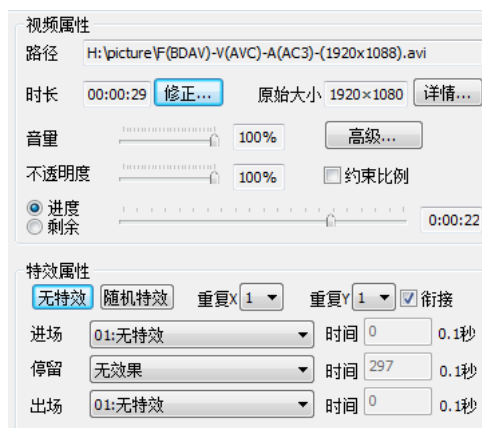 视频属性
路径 H:\picture\F(BDAV)-V(AVC)-A(AC3)-(1920x1088).avi
时长 00:00:29 修正... 原始大小 1920×1080 详情...
音量 100% 高级...
不透明度 100% 约束比例
进度 0:00:22
剩余
特效属性
无特效 随机特效 重复X 1 重复Y 1 衔接
进场 01:无特效 时间 0 0.1秒
停留 无效果 时间 297 0.1秒
出场 01:无特效 时间 0 0.1秒